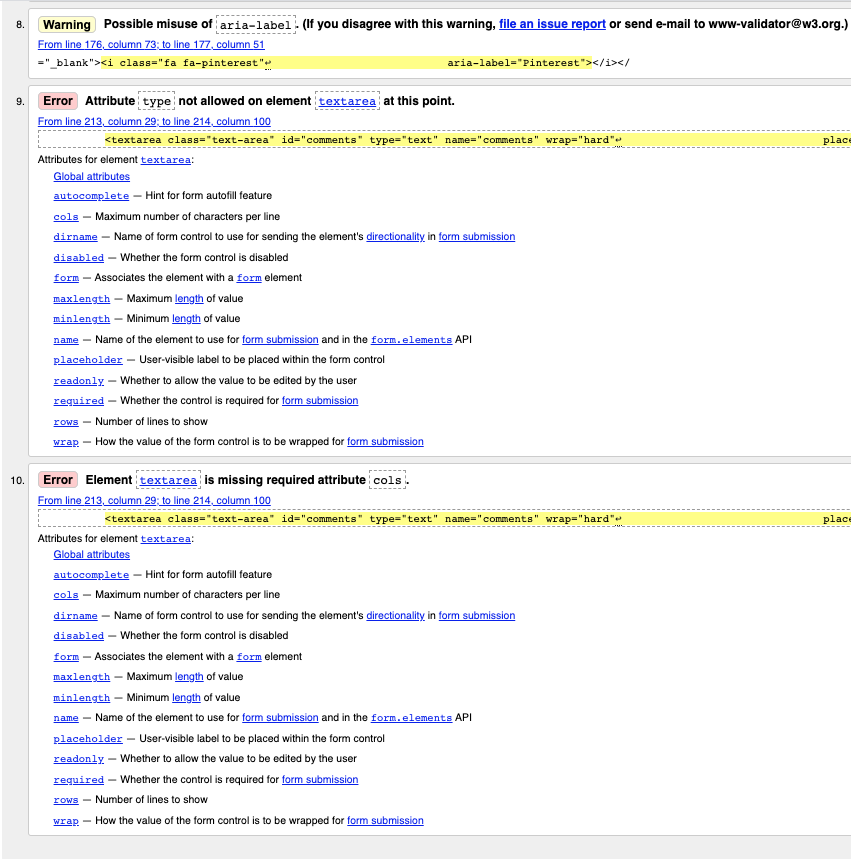 8. Warning Possible misuse of aria-label. (If you disagree with this warning, file an issue report or send e-mail to www-validator@w3.org.)
From line 176, column 73; to line 177, column 51
="_blank"><i class="fa fa-pinterest"↩ aria-label="Pinterest"></i></
9. Error Attribute type not allowed on element textarea at this point.
From line 213, column 29; to line 214, column 100
<textarea class="text-area" id="comments" type="text" name="comments" wrap="hard"↩ place
Attributes for element textarea:
Global attributes
autocomplete — Hint for form autofill feature
cols — Maximum number of characters per line
dirname — Name of form control to use for sending the element's directionality in form submission
disabled — Whether the form control is disabled
form — Associates the element with a form element
maxlength — Maximum length of value
minlength — Minimum length of value
name — Name of the element to use for form submission and in the form.elements API
placeholder — User-visible label to be placed within the form control
readonly — Whether to allow the value to be edited by the user
required — Whether the control is required for form submission
rows — Number of lines to show
wrap — How the value of the form control is to be wrapped for form submission
10. Error Element textarea is missing required attribute cols.
From line 213, column 29; to line 214, column 100
<textarea class="text-area" id="comments" type="text" name="comments" wrap="hard"↩ place
Attributes for element textarea:
Global attributes
autocomplete — Hint for form autofill feature
cols — Maximum number of characters per line
dirname — Name of form control to use for sending the element's directionality in form submission
disabled — Whether the form control is disabled
form — Associates the element with a form element
maxlength — Maximum length of value
minlength — Minimum length of value
name — Name of the element to use for form submission and in the form.elements API
placeholder — User-visible label to be placed within the form control
readonly — Whether to allow the value to be edited by the user
required — Whether the control is required for form submission
rows — Number of lines to show
wrap — How the value of the form control is to be wrapped for form submission